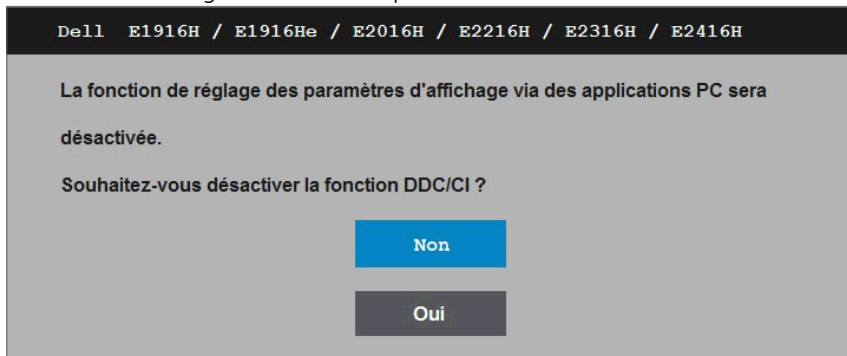 Dell E1916H / E1916He / E2016H / E2216H / E2316H / E2416H
La fonction de réglage des paramètres d'affichage via des applications PC sera
désactivée.
Souhaitez-vous désactiver la fonction DDC/CI ?
Non
Oui